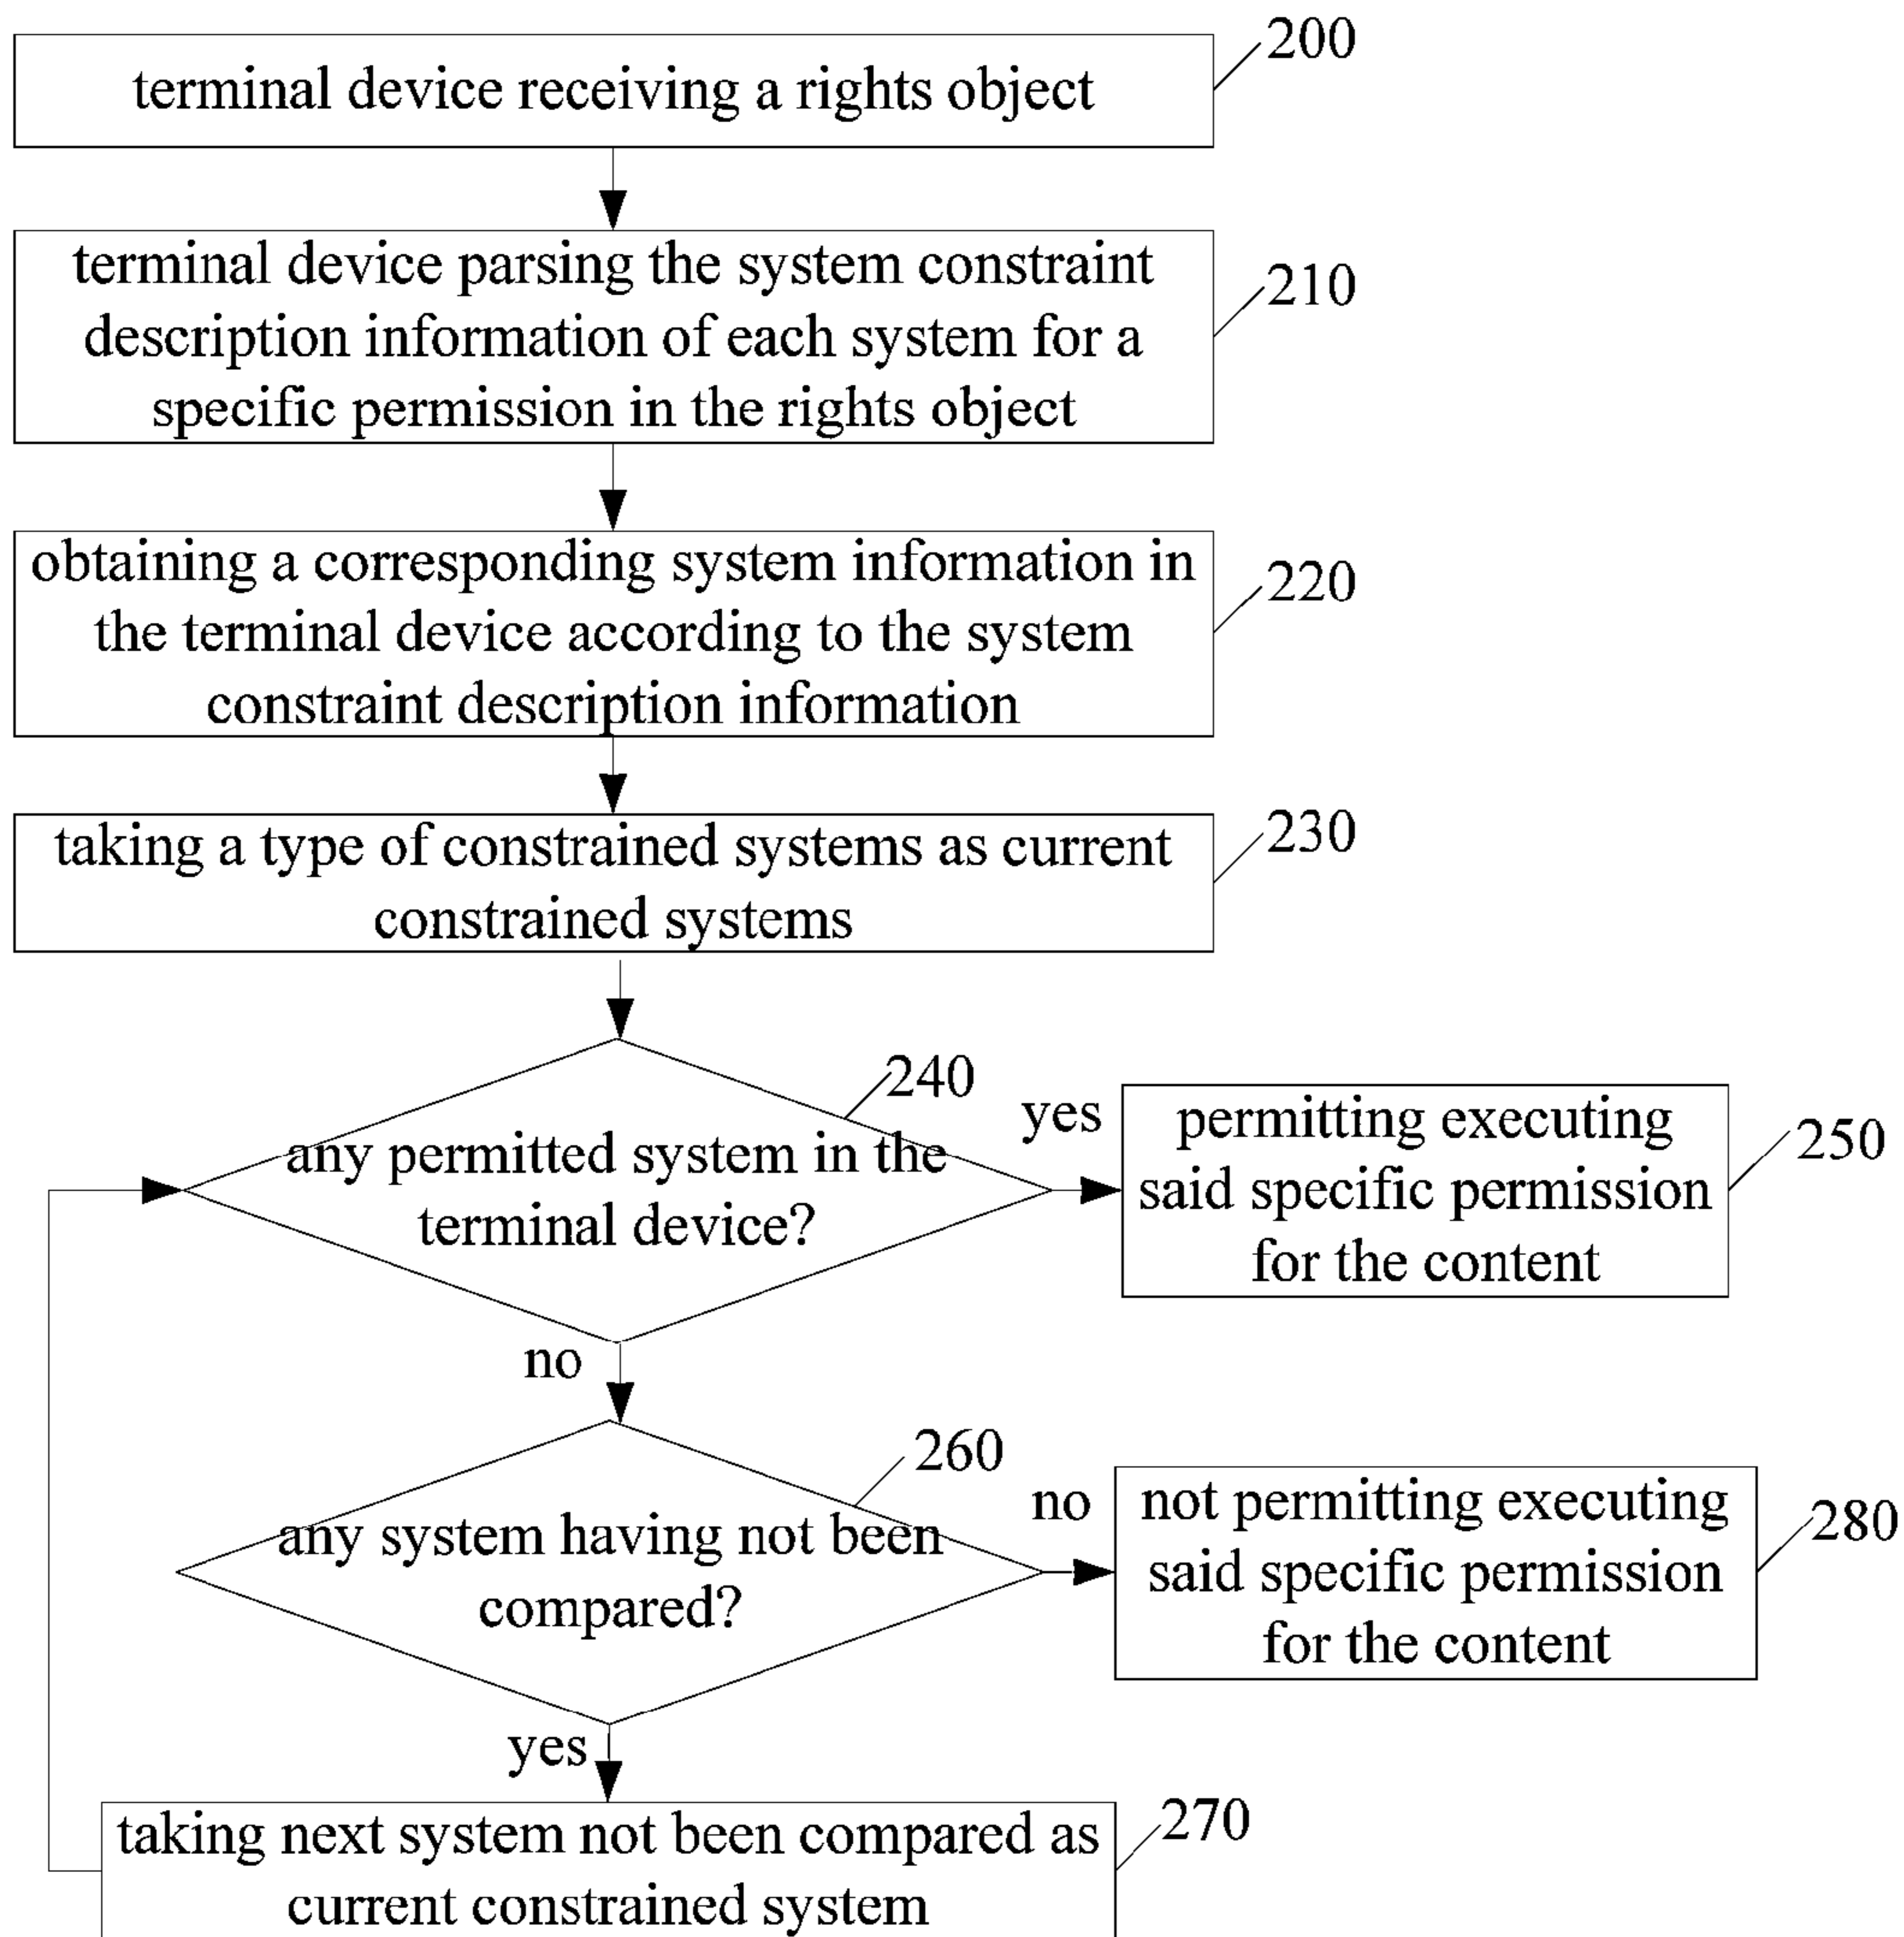 200
terminal device receiving a rights object
terminal device parsing the system constraint
description information of each system for a
specific permission in the rights object
210
obtaining a corresponding system information in
the terminal device according to the system
constraint description information
220
taking a type of constrained systems as current
constrained systems
230
240
any permitted system in the
terminal device?
yes
permitting executing
said specific permission
for the content
250
no
260
any system having not been
compared?
no
not permitting executing
said specific permission
for the content
280
yes
taking next system not been compared as
current constrained system
270